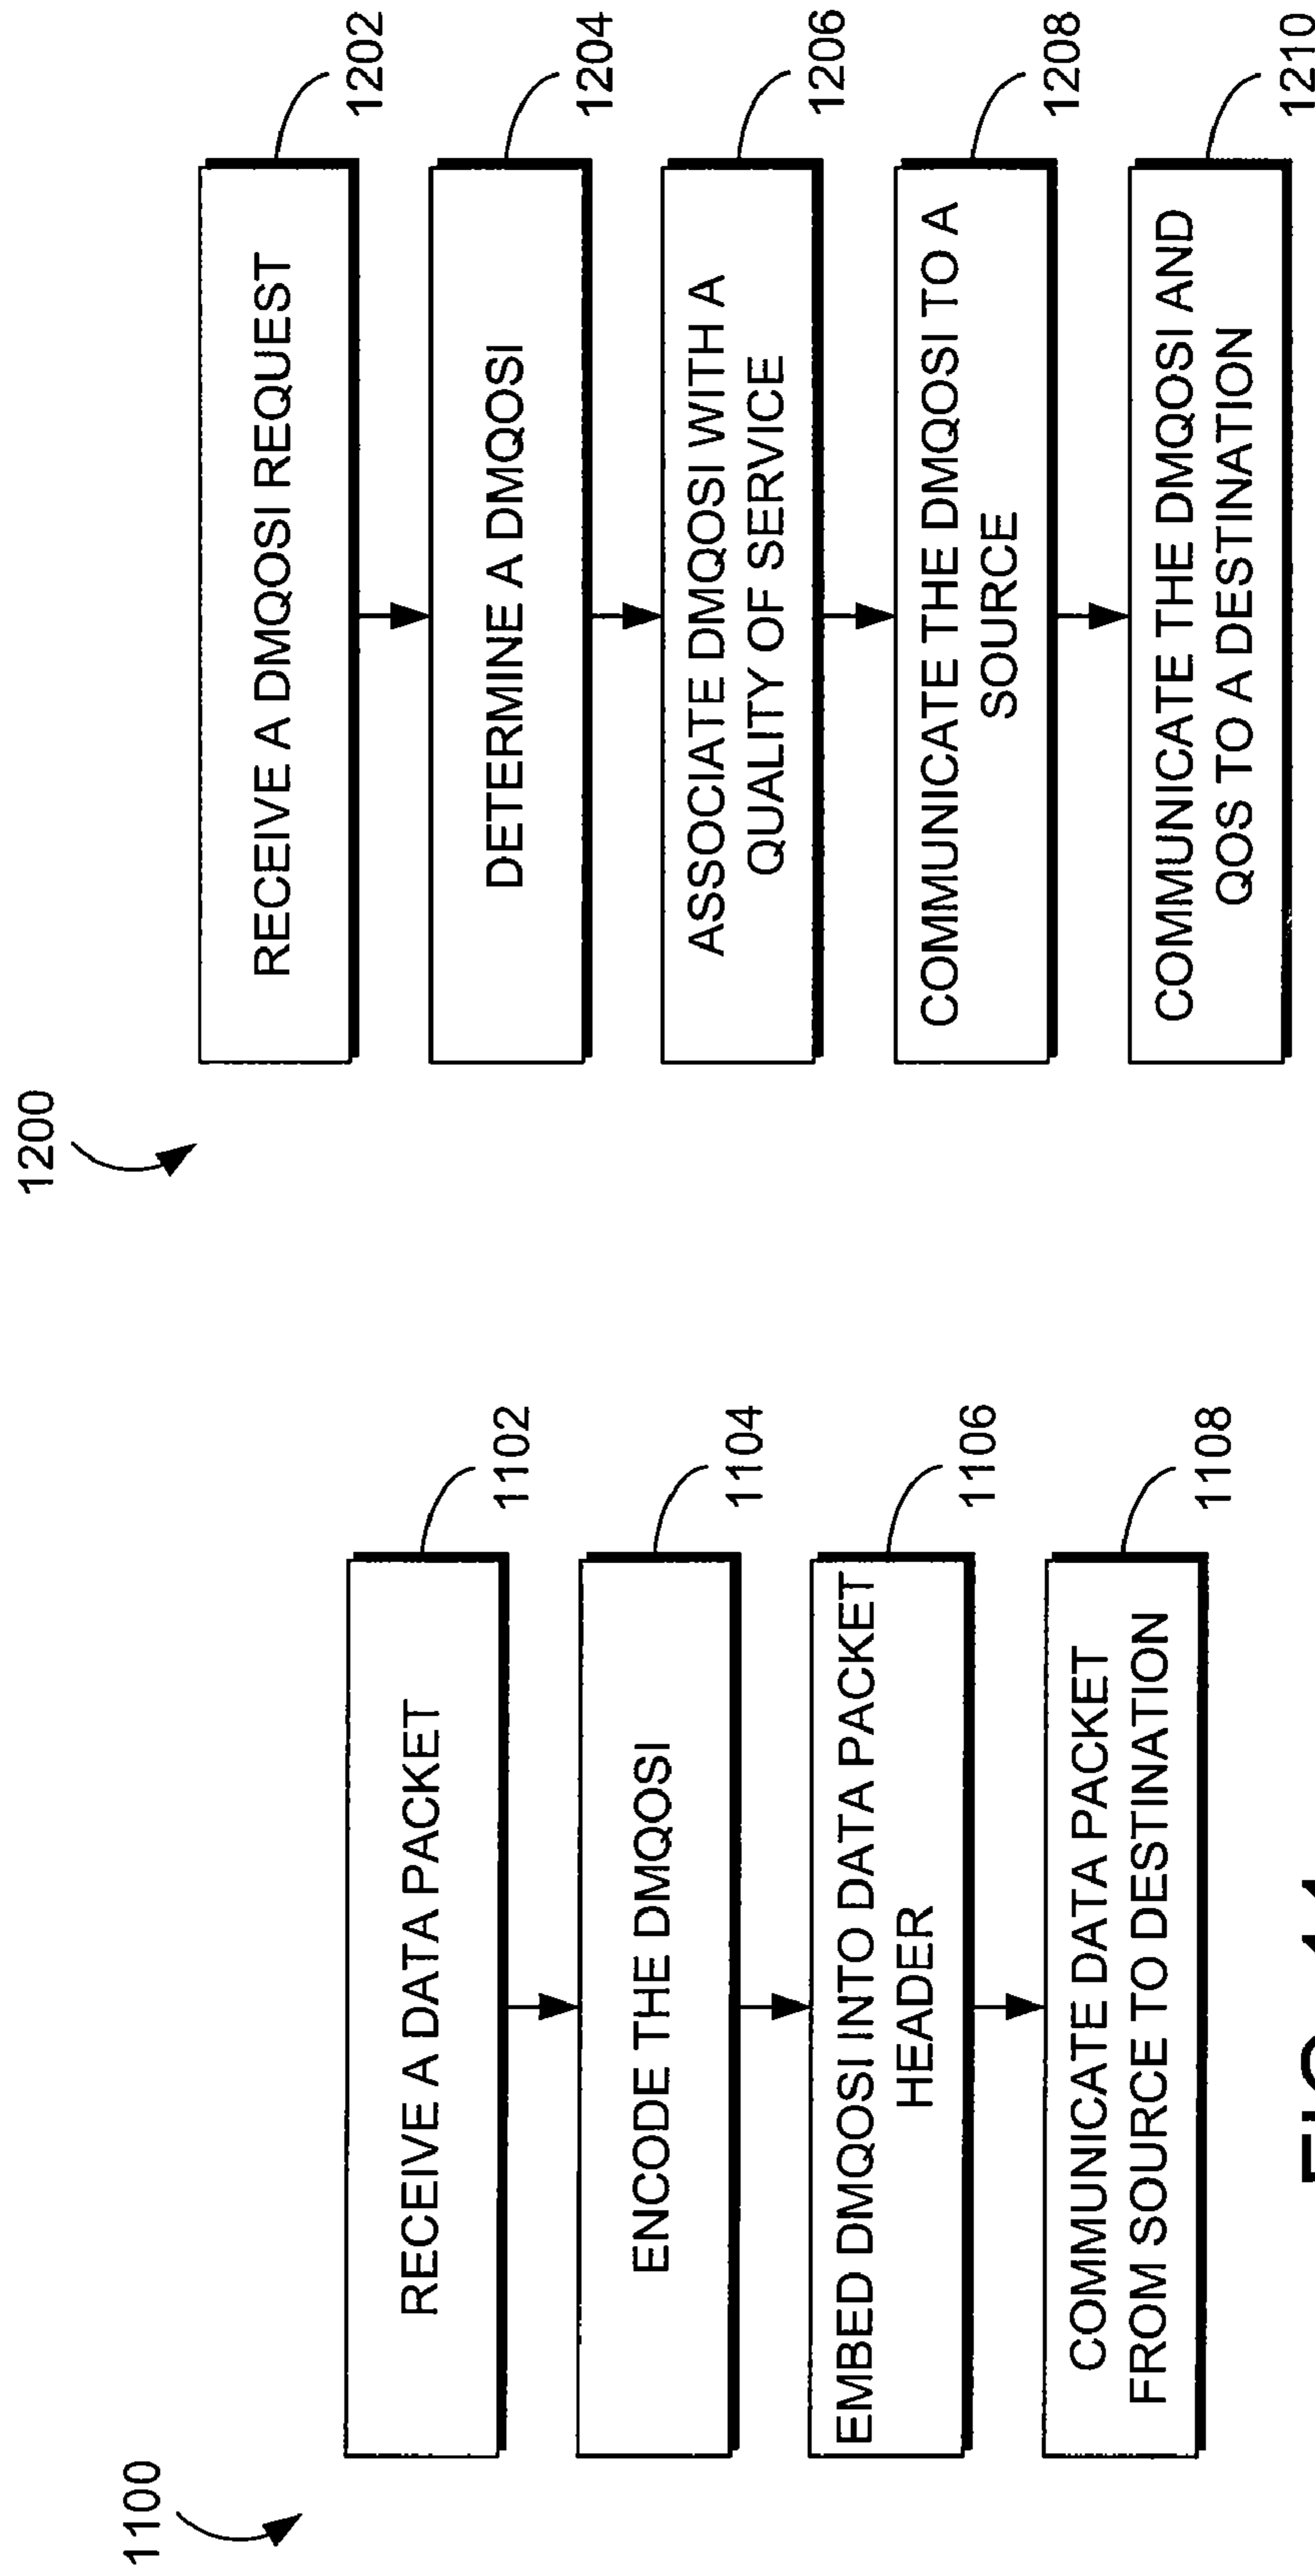 1100
RECEIVE A DATA PACKET
1102
ENCODE THE DMQOSI
1104
EMBED DMQOSI INTO DATA PACKET
HEADER
1106
COMMUNICATE DATA PACKET
FROM SOURCE TO DESTINATION
1108
1200
RECEIVE A DMQOSI REQUEST
1202
DETERMINE A DMQOSI
1204
ASSOCIATE DMQOSI WITH A
QUALITY OF SERVICE
1206
COMMUNICATE THE DMQOSI TO A
SOURCE
1208
COMMUNICATE THE DMQOSI AND
QOS TO A DESTINATION
1210